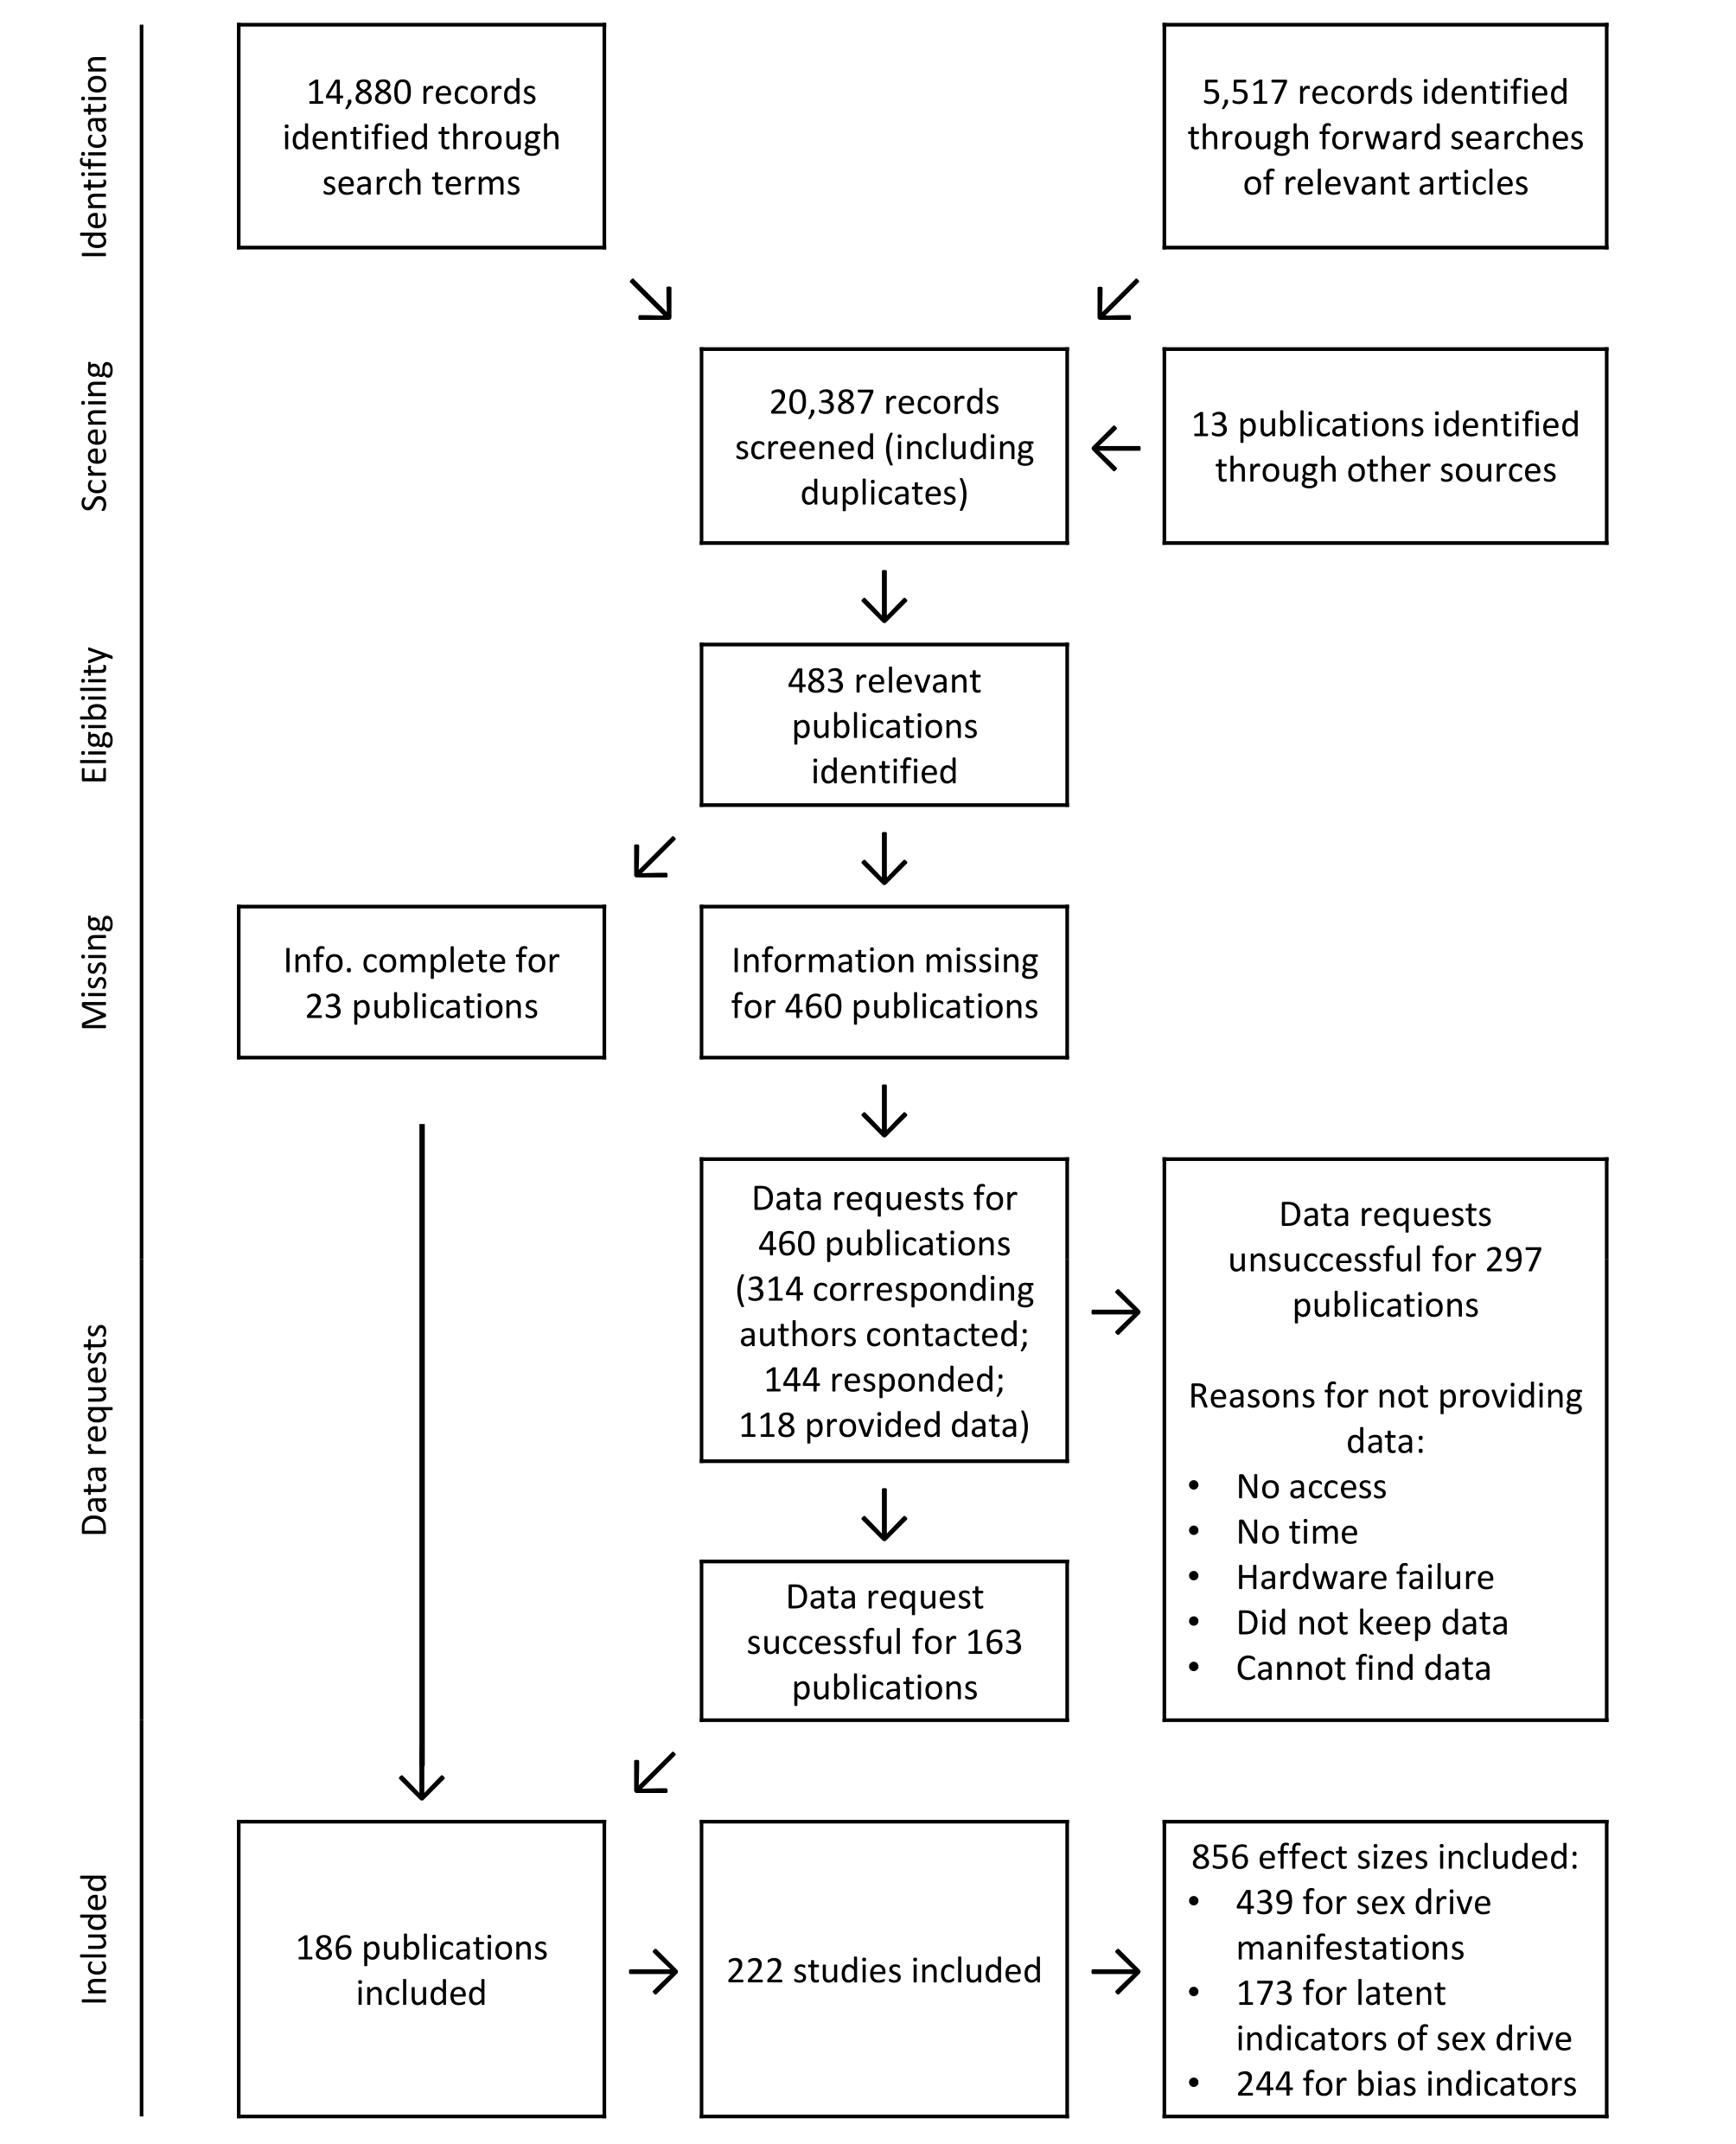 Identification
14,880 records
identified through
search terms
5,517 records identified
through forward searches
of relevant articles
Screening
20,387 records
screened (including
duplicates)
13 publications identified
through other sources
Eligibility
483 relevant
publications
identified
Missing
Info. complete for
23 publications
Information missing
for 460 publications
Data requests
Data requests for
460 publications
(314 corresponding
authors contacted;
144 responded;
118 provided data)
Data requests
unsuccessful for 297
publications
Reasons for not providing
data:
• No access
• No time
• Hardware failure
• Did not keep data
• Cannot find data
Data request
successful for 163
publications
Included
186 publications
included
222 studies included
856 effect sizes included:
• 439 for sex drive
manifestations
• 173 for latent
indicators of sex drive
• 244 for bias indicators